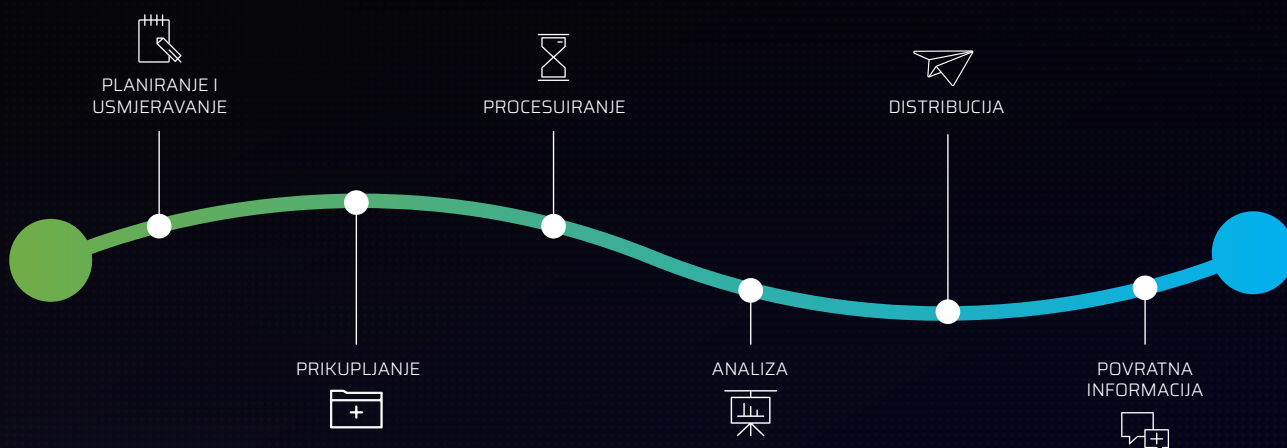 PLANIRANJE I
USMJERAVANJE
PRIKUPLJANJE
PROCESUIRANJE
ANALIZA
DISTRIBUCIJA
POVRATNA
INFORMACIJA